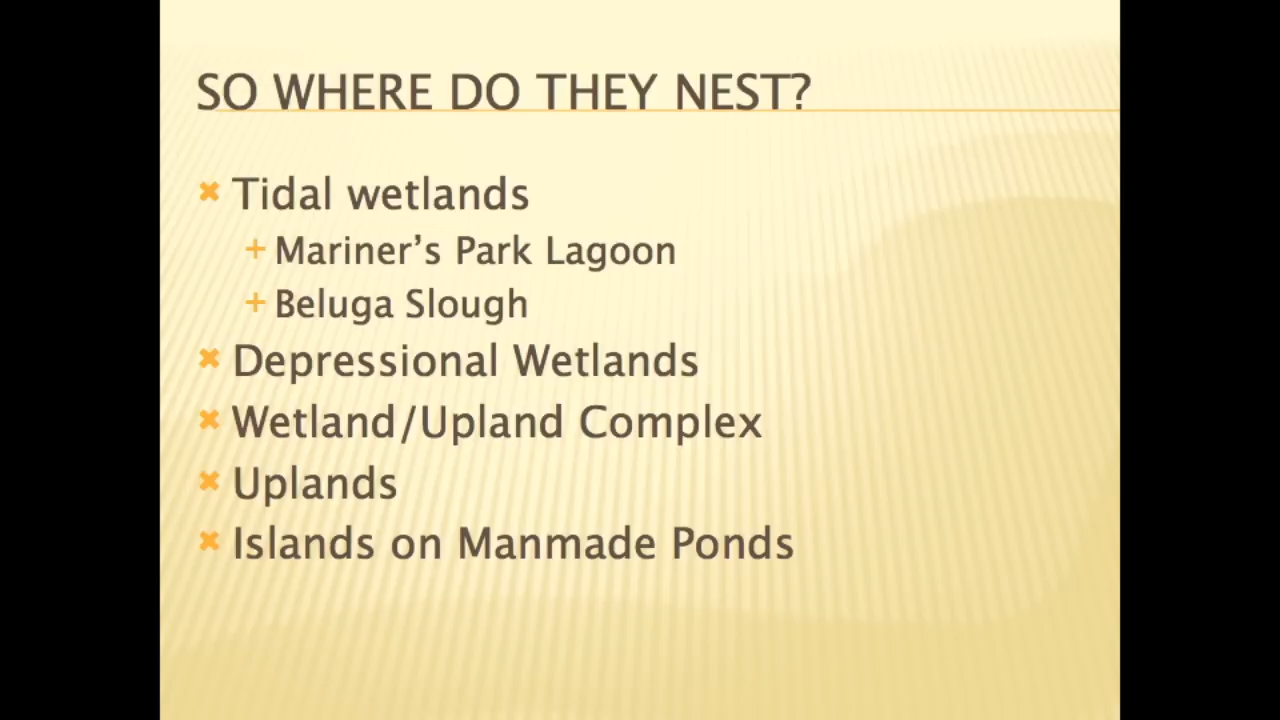 SO WHERE DO THEY NEST?
Tidal wetlands
Mariner’s Park Lagoon
Beluga Slough
Depressional Wetlands
Wetland/Upland Complex
Uplands
Islands on Manmade Ponds